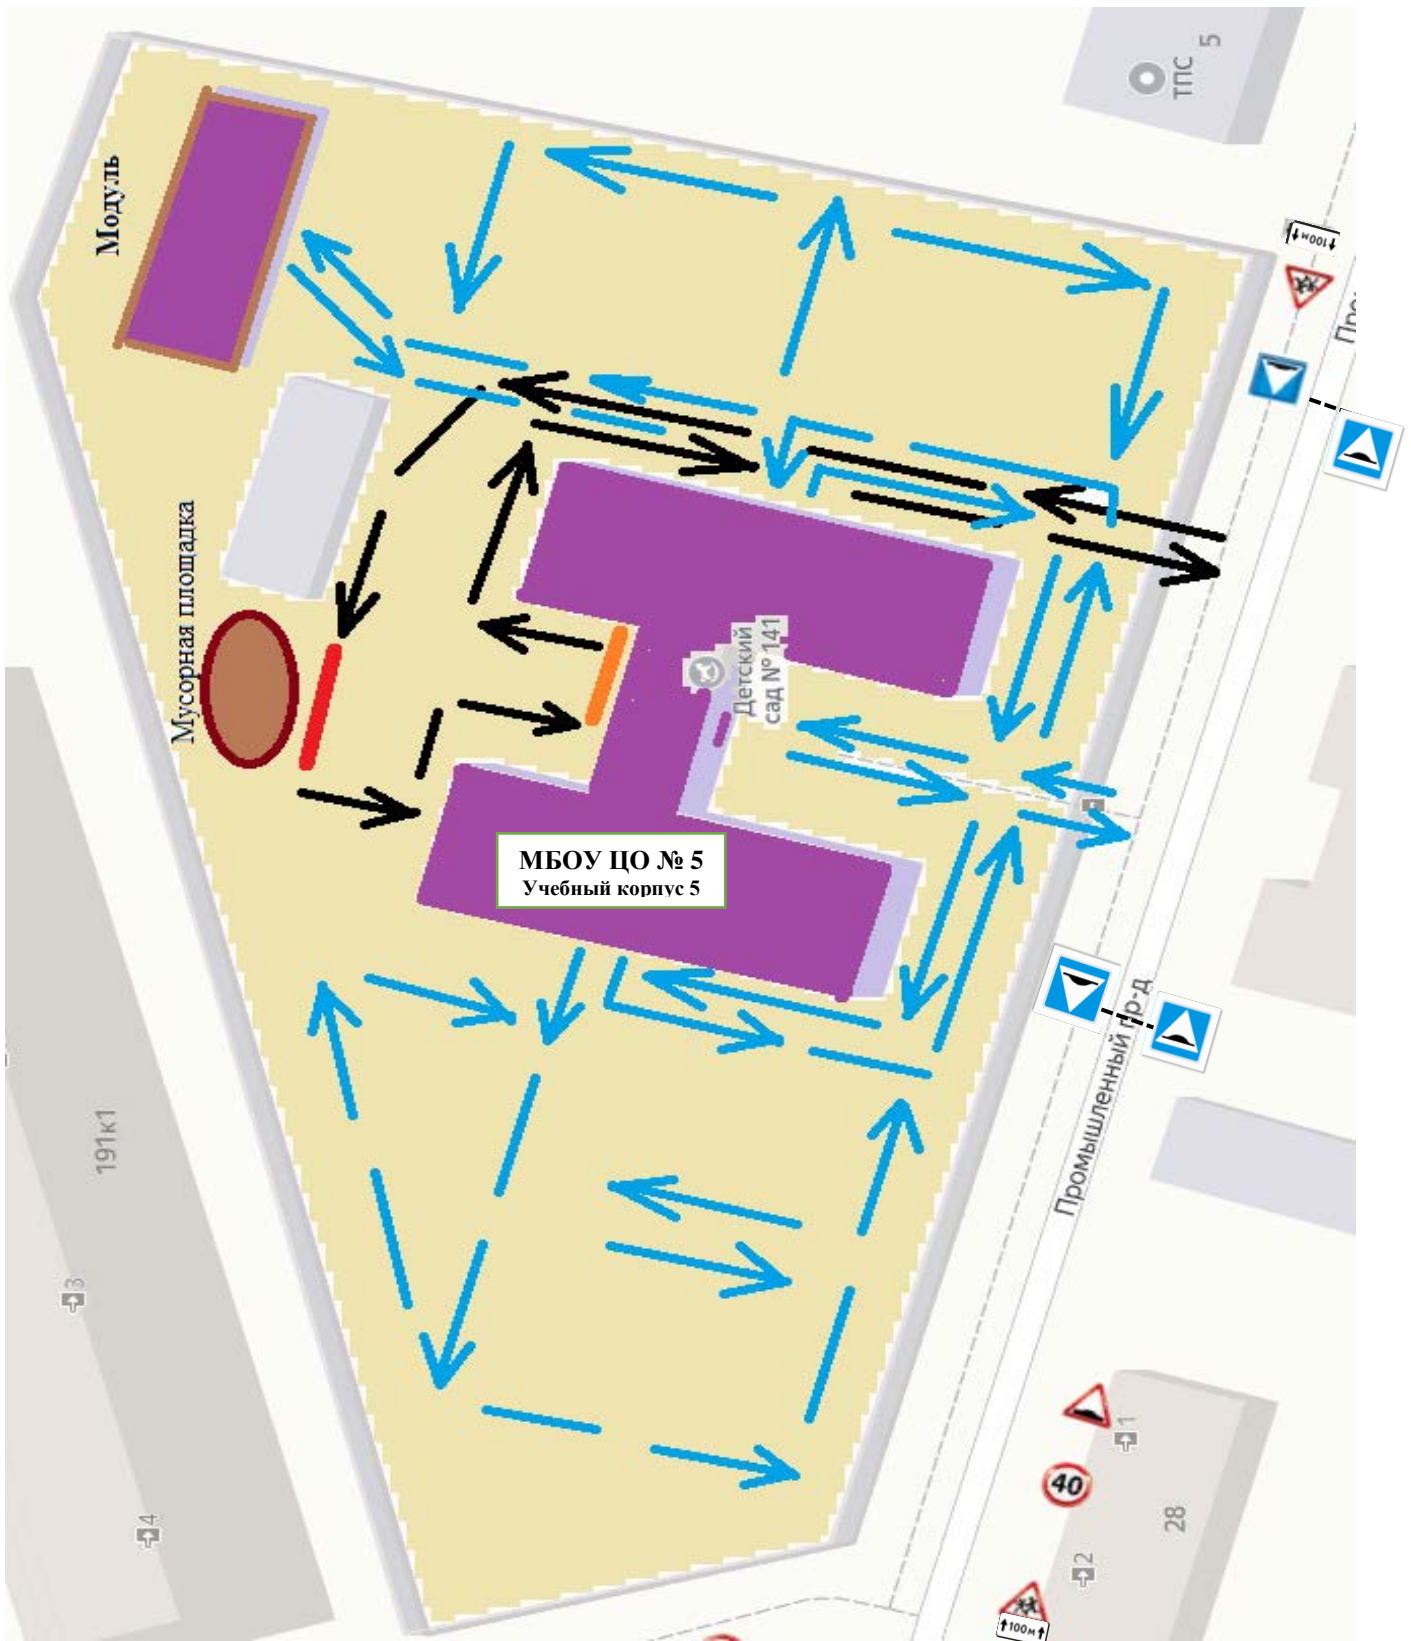 ТПС
5
↑100м↑
Модуль
Мусорная площадка
Детский
сад № 141
МБОУ ЦО № 5
Учебный корпус 5
Промышленный пр-д
191к1
3
4
1
40
28
2
↑100м↑